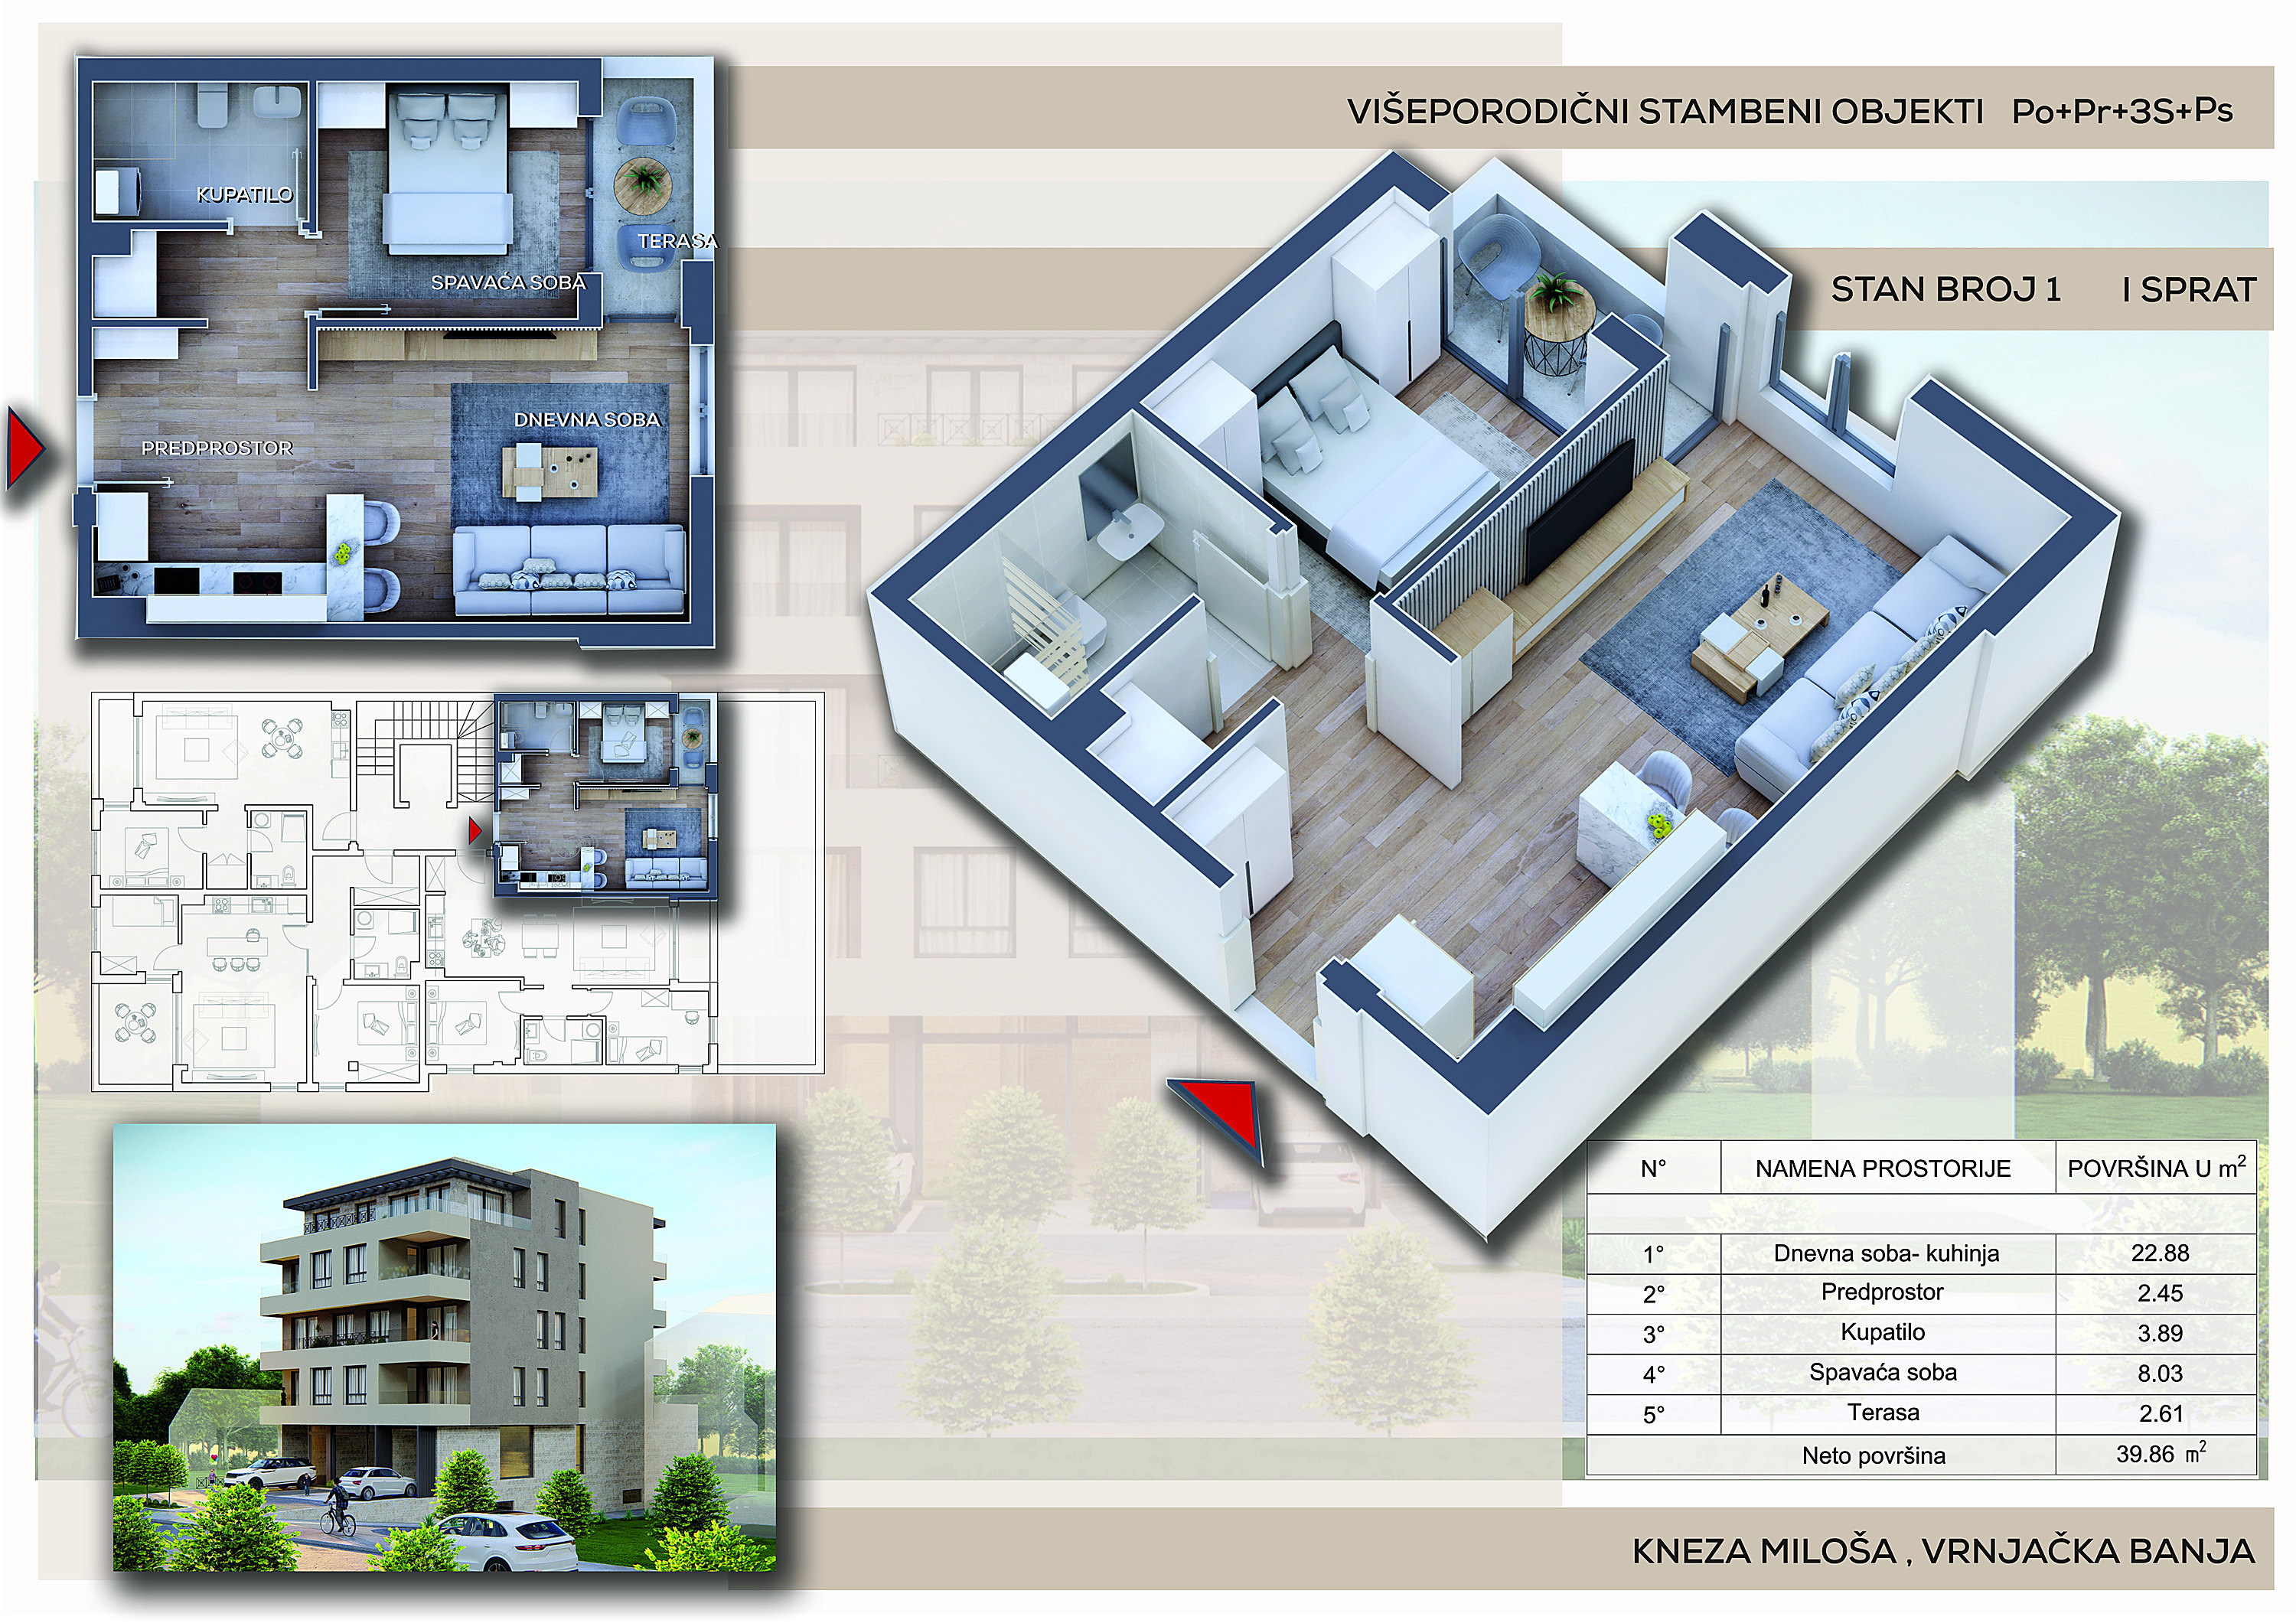 VIŠEPORODIČNI STAMBENI OBJEKTI Po+Pr+3S+Ps
STAN BROJ 1 I SPRAT
KUPATILO
TERASA
SPAVAĆA SOBA
DNEVNA SOBA
PREDPROSTOR
N° NAMENA PROSTORIJE POVRŠINA U m²
1° Dnevna soba- kuhinja 22.88
2° Predprostor 2.45
3° Kupatilo 3.89
4° Spavaća soba 8.03
5° Terasa 2.61
Neto površina 39.86 m²
KNEZA MILOŠA , VRNJAČKA BANJA